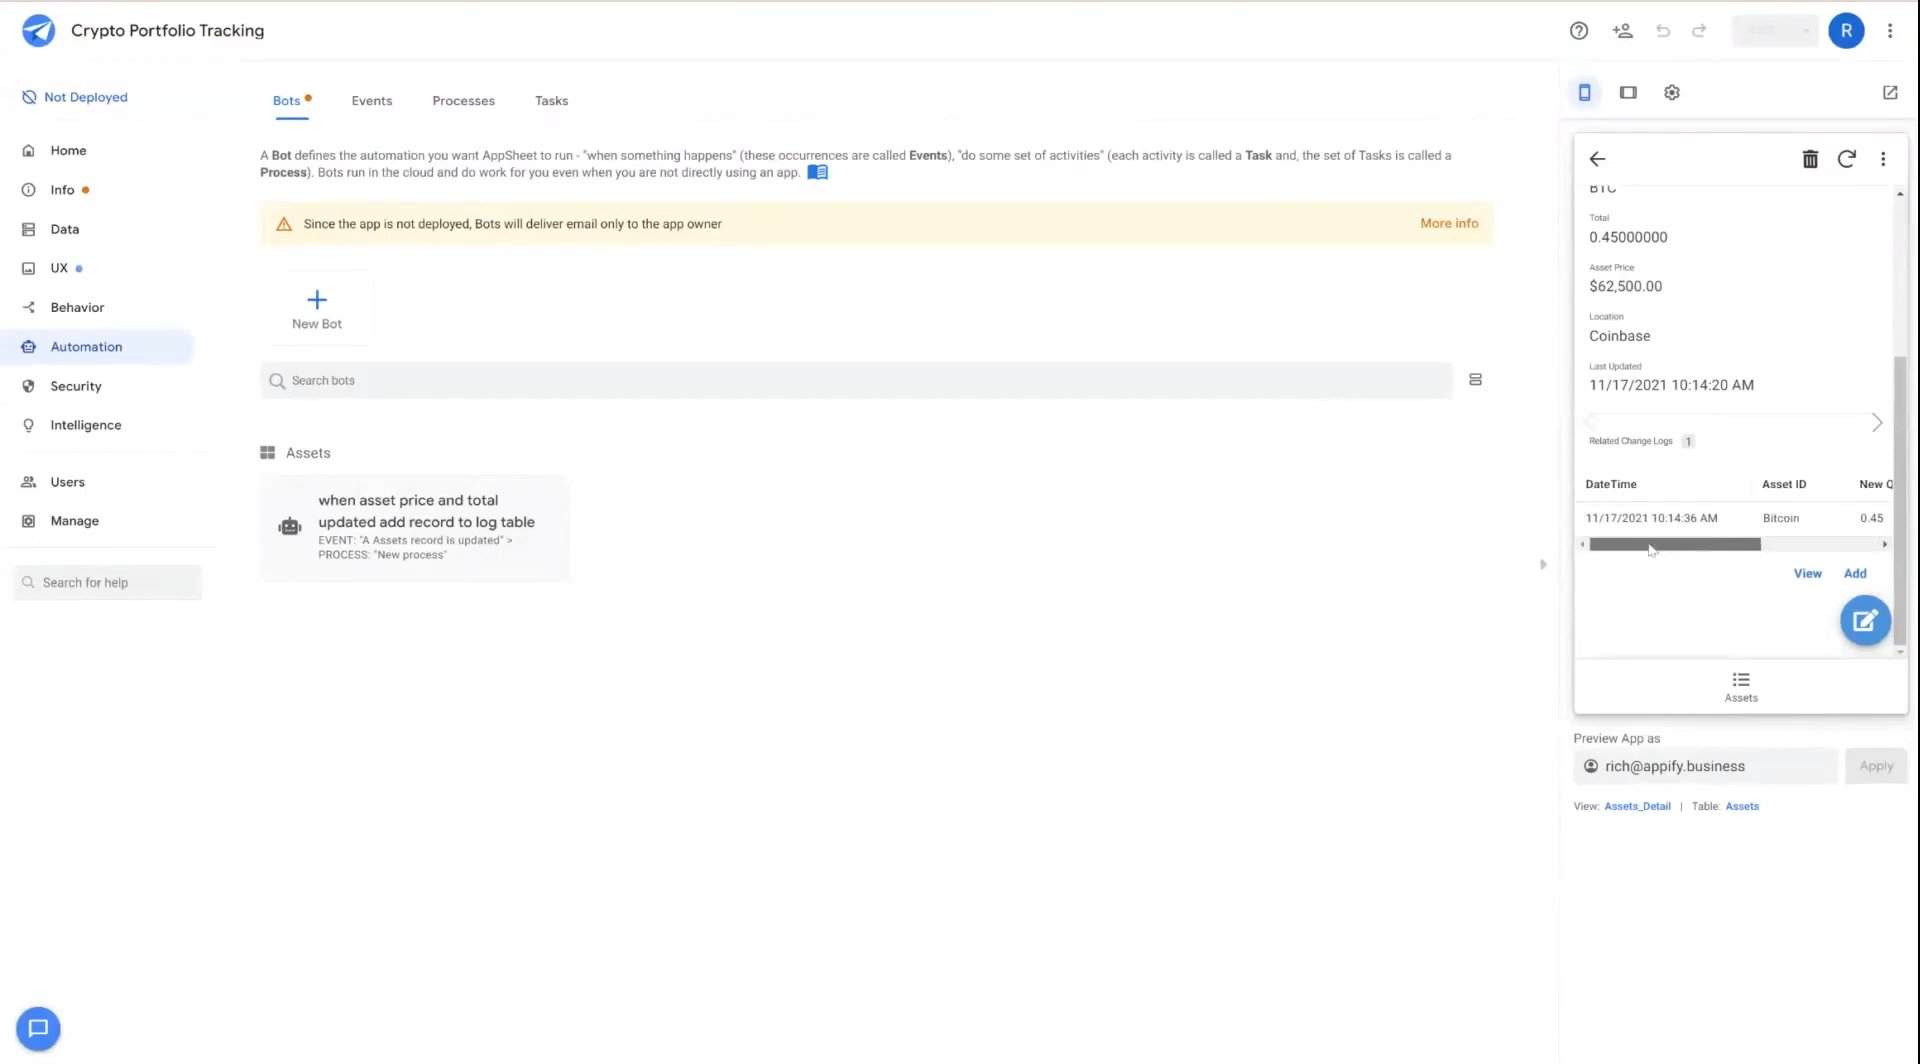 Crypto Portfolio Tracking
R
Not Deployed
Home
Info
Data
UX
Behavior
Automation
Security
Intelligence
Users
Manage
Search for help
Bots
Events
Processes
Tasks
A Bot defines the automation you want AppSheet to run - "when something happens" (these occurrences are called Events), "do some set of activities" (each activity is called a Task and, the set of Tasks is called a
Process). Bots run in the cloud and do work for you even when you are not directly using an app.
Since the app is not deployed, Bots will deliver email only to the app owner
More info
New Bot
Search bots
Assets
when asset price and total
updated add record to log table
EVENT: "A Assets record is updated" >
PROCESS: "New process"
BTC
Total
0.45000000
Asset Price
$62,500.00
Location
Coinbase
Last Updated
11/17/2021 10:14:20 AM
Related Change Logs 1
DateTime Asset ID New Q
11/17/2021 10:14:36 AM Bitcoin 0.45
View Add
Assets
Preview App as
rich@appify.business
Apply
View: Assets_Detail | Table: Assets